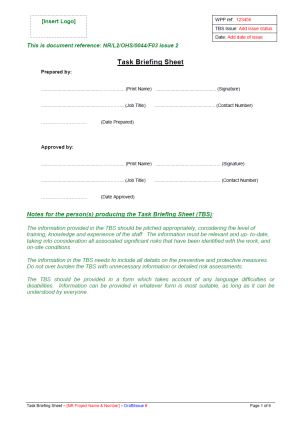 [Insert Logo]
WPP ref: 123456
TBS Issue: Add issue status
Date: Add date of issue
This is document reference: NR/L3/OHS/0044/F03 issue 2
Task Briefing Sheet
Prepared by:
(Print Name) (Signature)
(Job Title) (Contact Number)
(Date Prepared)
Approved by:
(Print Name) (Signature)
(Job Title) (Contact Number)
(Date Approved)
Notes for the person(s) producing the Task Briefing Sheet (TBS):
The information provided in the TBS should be pitched appropriately, considering the level of
training, knowledge and experience of the staff. The information must be relevant and up- to-date,
taking into consideration all associated significant risks that have been identified with the work, and
on-site conditions
The information in the TBS needs to include all details on the preventive and protective measures.
Do not over burden the TBS with unnecessary information or detailed risk assessments.
The TBS should be provided in a form which takes account of any language difficulties or
disabilities. Information can be provided in whatever form is most suitable, as long as it can be
understood by everyone.
Task Briefing Sheet – [NR Project Name & Number] – Draft/Issue # Page 1 of 6